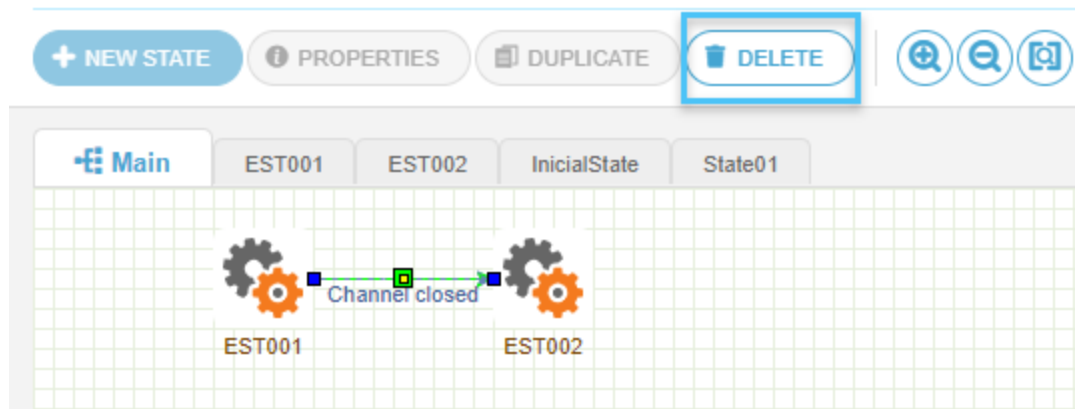 NEW STATE PROPERTIES DUPLICATE DELETE
Main EST001 EST002 InicialState State01
Channel closed
EST001 EST002